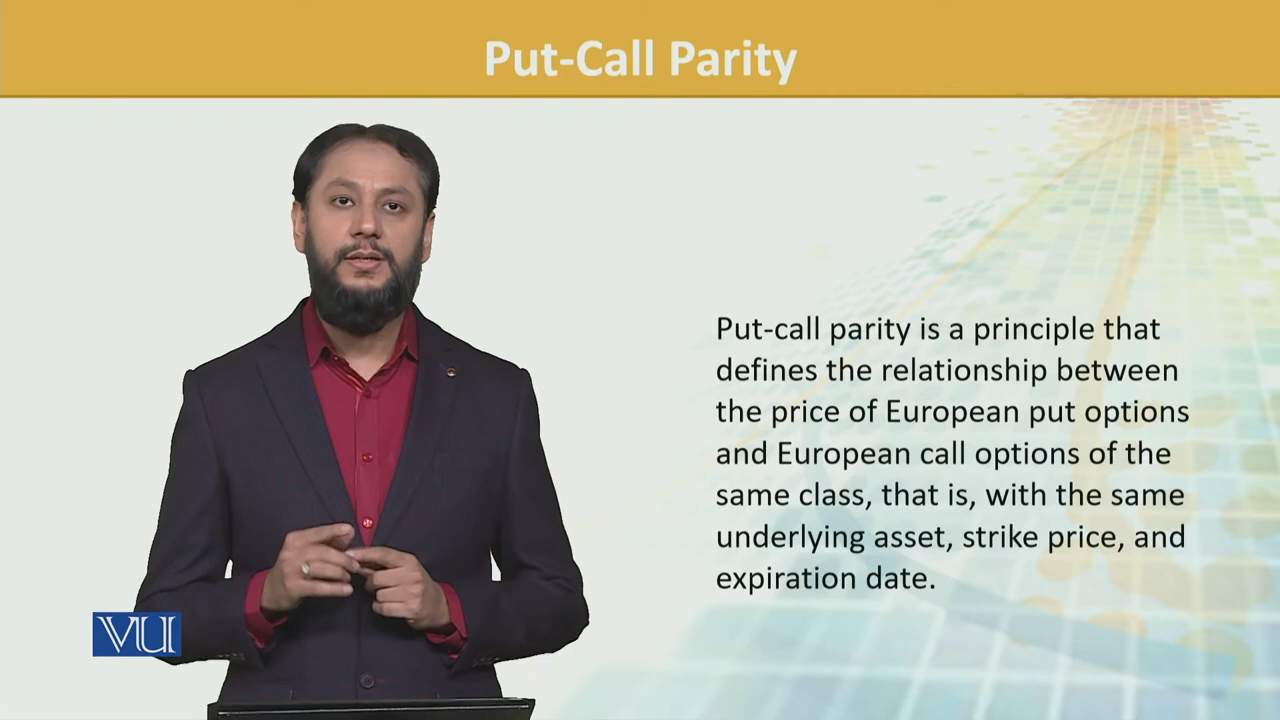 Put-Call Parity
Put-call parity is a principle that
defines the relationship between
the price of European put options
and European call options of the
same class, that is, with the same
underlying asset, strike price, and
expiration date.
VU